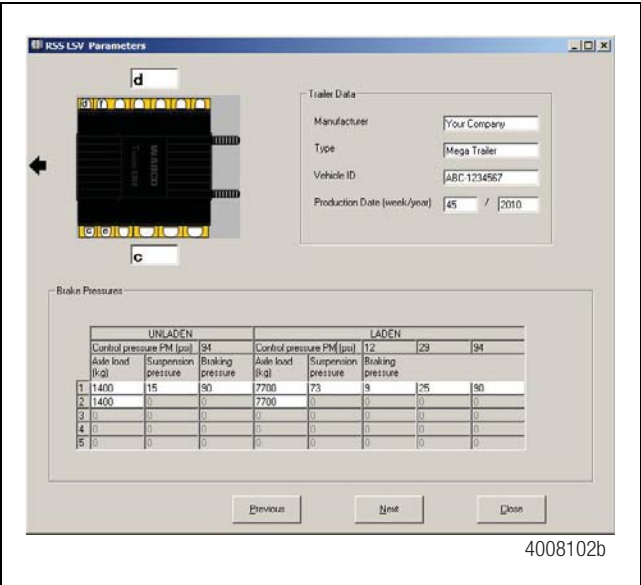 RSS LSV Parameters
d
d f
WABCO
c e
c
Trailer Data
Manufacturer Your Company
Type Mega Trailer
Vehicle ID ABC-1234567
Production Date (week/year) 45 / 2010
Brake Pressures
UNLADEN LADEN
Control pressure PM (psi) 94 Control pressure PM (psi) 12 29 94
Axle load (kg) Suspension pressure Braking pressure Axle load (kg) Suspension pressure Braking pressure
1 1400 15 90 7700 73 9 25 90
2 1400 0 0 7700 0 0 0 0
3 0 0 0 0 0 0 0 0
4 0 0 0 0 0 0 0 0
5 0 0 0 0 0 0 0 0
Previous Next Close
4008102b